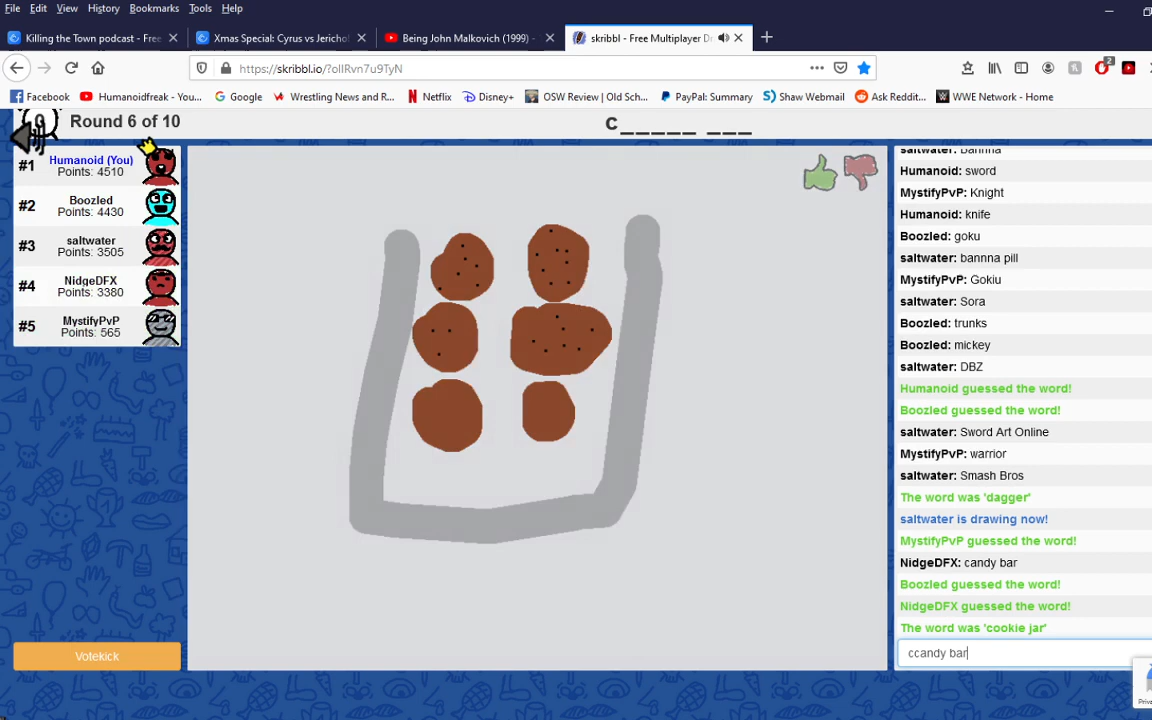 File Edit View History Bookmarks Tools Help
Killing the Town podcast - Free
Xmas Special: Cyrus vs Jericho
Being John Malkovich (1999) -
skribbl - Free Multiplayer Dr
https://skribbl.io/?olIRvn7u9TyN
2
Facebook
Humanoidfreak - You...
Google
Wrestling News and R...
Netflix
Disney+
OSW Review | Old Sch...
PayPal: Summary
Shaw Webmail
Ask Reddit...
WWE Network - Home
0
Round 6 of 10
c_____ ___
#1 Humanoid (You)
Points: 4510
#2 Boozled
Points: 4430
#3 saltwater
Points: 3505
#4 NidgeDFX
Points: 3380
#5 MystifyPvP
Points: 565
Votekick
saltwater: bannna
Humanoid: sword
MystifyPvP: Knight
Humanoid: knife
Boozled: goku
saltwater: bannna pill
MystifyPvP: Gokiu
saltwater: Sora
Boozled: trunks
Boozled: mickey
saltwater: DBZ
Humanoid guessed the word!
Boozled guessed the word!
saltwater: Sword Art Online
MystifyPvP: warrior
saltwater: Smash Bros
The word was 'dagger'
saltwater is drawing now!
MystifyPvP guessed the word!
NidgeDFX: candy bar
Boozled guessed the word!
NidgeDFX guessed the word!
The word was 'cookie jar'
ccandy bar